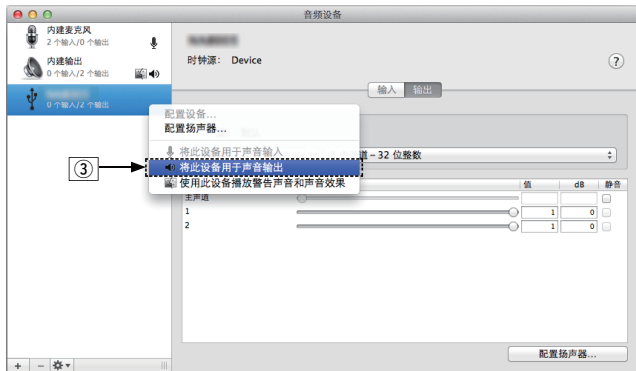 音频设备
内建麦克风
2 个输入/0 个输出
内建输出
0 个输入/2 个输出
0 个输入/2 个输出
时钟源： Device
?
输入 输出
配置设备...
配置扬声器...
将此设备用于声音输入
将此设备用于声音输出
使用此设备播放警告声音和声音效果
③
道 – 32 位整数
值 dB 静音
主声道
1 1 0
2 1 0
配置扬声器...
+ −